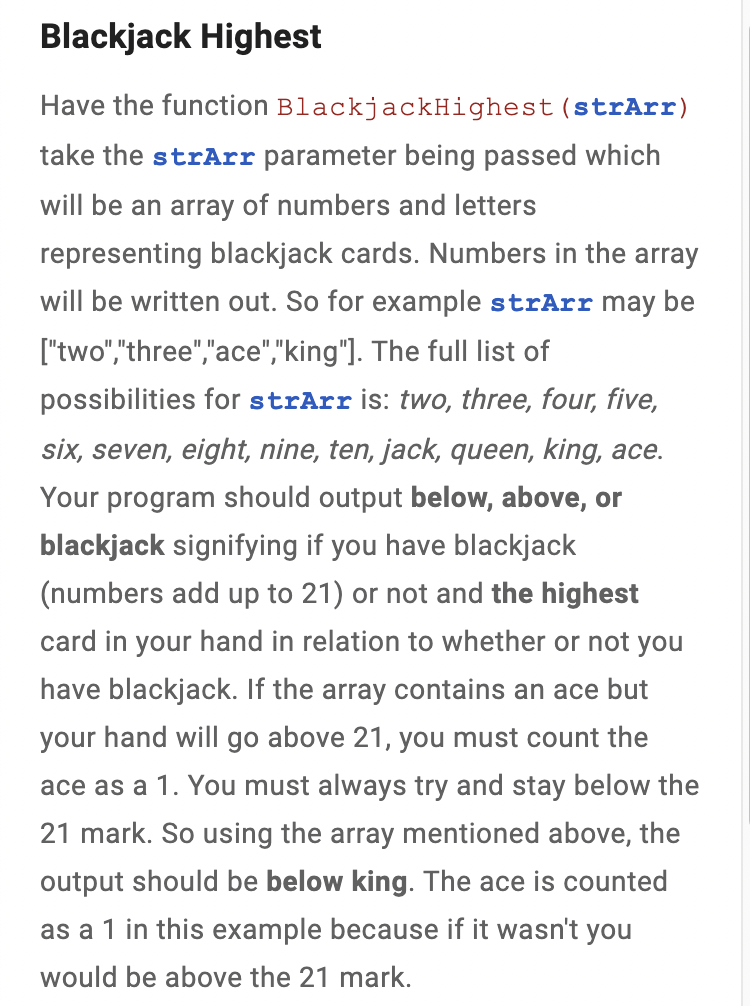 Blackjack Highest
Have the function BlackjackHighest(strArr)
take the strArr parameter being passed which
will be an array of numbers and letters
representing blackjack cards. Numbers in the array
will be written out. So for example strArr may be
["two","three","ace","king"]. The full list of
possibilities for strArr is: two, three, four, five,
six, seven, eight, nine, ten, jack, queen, king, ace.
Your program should output below, above, or
blackjack signifying if you have blackjack
(numbers add up to 21) or not and the highest
card in your hand in relation to whether or not you
have blackjack. If the array contains an ace but
your hand will go above 21, you must count the
ace as a 1. You must always try and stay below the
21 mark. So using the array mentioned above, the
output should be below king. The ace is counted
as a 1 in this example because if it wasn't you
would be above the 21 mark.